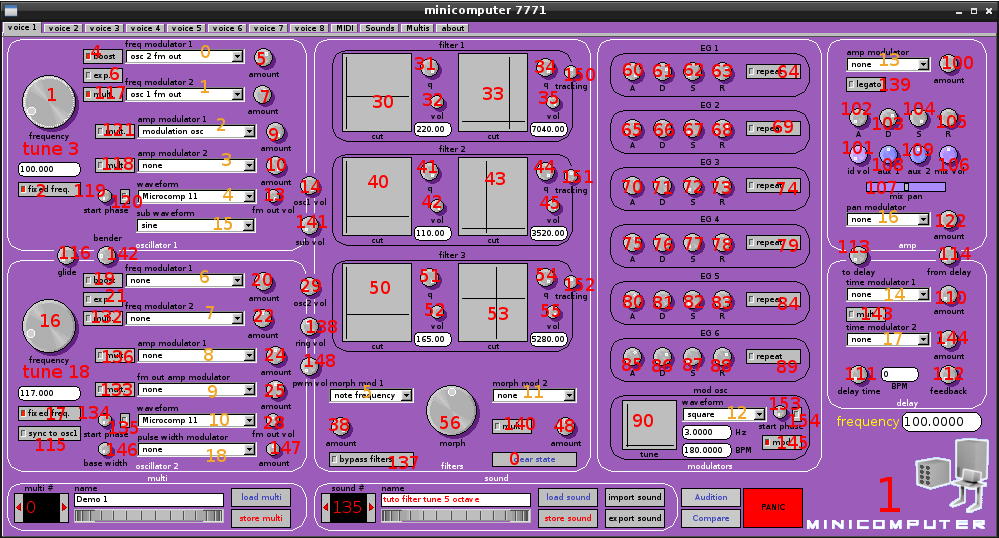 minicomputer 7771
voice 1 voice 2 voice 3 voice 4 voice 5 voice 6 voice 7 voice 8 MIDI Sounds Multis about
freq modulator 1 0
4 boost osc 2 fm out 5
amount
1
6 exp.
freq modulator 2 1
117 mult. osc 1 fm out 7
amount
frequency
tune 3
100.000
amp modulator 1 2
121 mult. modulation osc 9
amount
amp modulator 2 3
118 mult. none 10
amount
2 fixed freq. 119
start phase
120
waveform 4
Minicomp 11 13
fm out vol
sub waveform 15
sine
oscillator 1
14
osc1 vol
141
sub vol
bender
116 142
glide
freq modulator 1 6
19 boost none 20
amount
16
21 exp.
freq modulator 2 7
132 mult. none 22
amount
frequency
tune 18
117.000
amp modulator 1 8
136 mult. none 24
amount
fm out amp modulator 2 9
133 mult. none 25
amount
17 fixed freq. 134
start phase
135
waveform 10
Minicomp 11 28
fm out vol
sync to osc1
115
146
base width
pulse width modulator
none 18
147
amount
oscillator 2
29
osc2 vol
138
ring vol
148
pwm vol
filter 1
30 31 q
32 vol
33 34 q
35 vol
150
tracking
220.00 7040.00
cut cut
filter 2
40 41 q
42 vol
43 44 q
45 vol
151
tracking
110.00 3520.00
cut cut
filter 3
50 51 q
52 vol
53 54 q
55 vol
152
tracking
165.00 5280.00
cut cut
morph mod 1
note frequency
38
amount
56
morph
morph mod 2 11
none
mult. 140
48
amount
bypass filters 137
0 clear state
filters
EG 1
60 61 62 63 repeat 64
A D S R
EG 2
65 66 67 68 repeat 69
A D S R
EG 3
70 71 72 73 repeat 74
A D S R
EG 4
75 76 77 78 repeat 79
A D S R
EG 5
80 81 82 83 repeat 84
A D S R
EG 6
85 86 87 88 repeat 89
A D S R
mod osc
90
tune
waveform
square 12
153
start phase
154
3.0000 Hz
180.0000 BPM
mod 145
modulators
amp modulator
none 13
100
amount
legato 139
102 103 104 105
A D S R
101 108 109 106
id vol aux 1 aux 2 mix vol
107
mix pan
pan modulator
none 16
122
amount
amp
113 114
to delay from delay
time modulator 1
none 14
110
amount
mult. 143
time modulator 2
none 17
144
amount
111
delay time
0
BPM
112
feedback
delay
frequency 100.0000
multi
multi # 0
name
Demo 1
load multi
store multi
sound
sound # 135
name
tuto filter tune 5 octave
load sound
store sound
import sound
export sound
Audition
Compare
PANIC
1
MINICOMPUTER